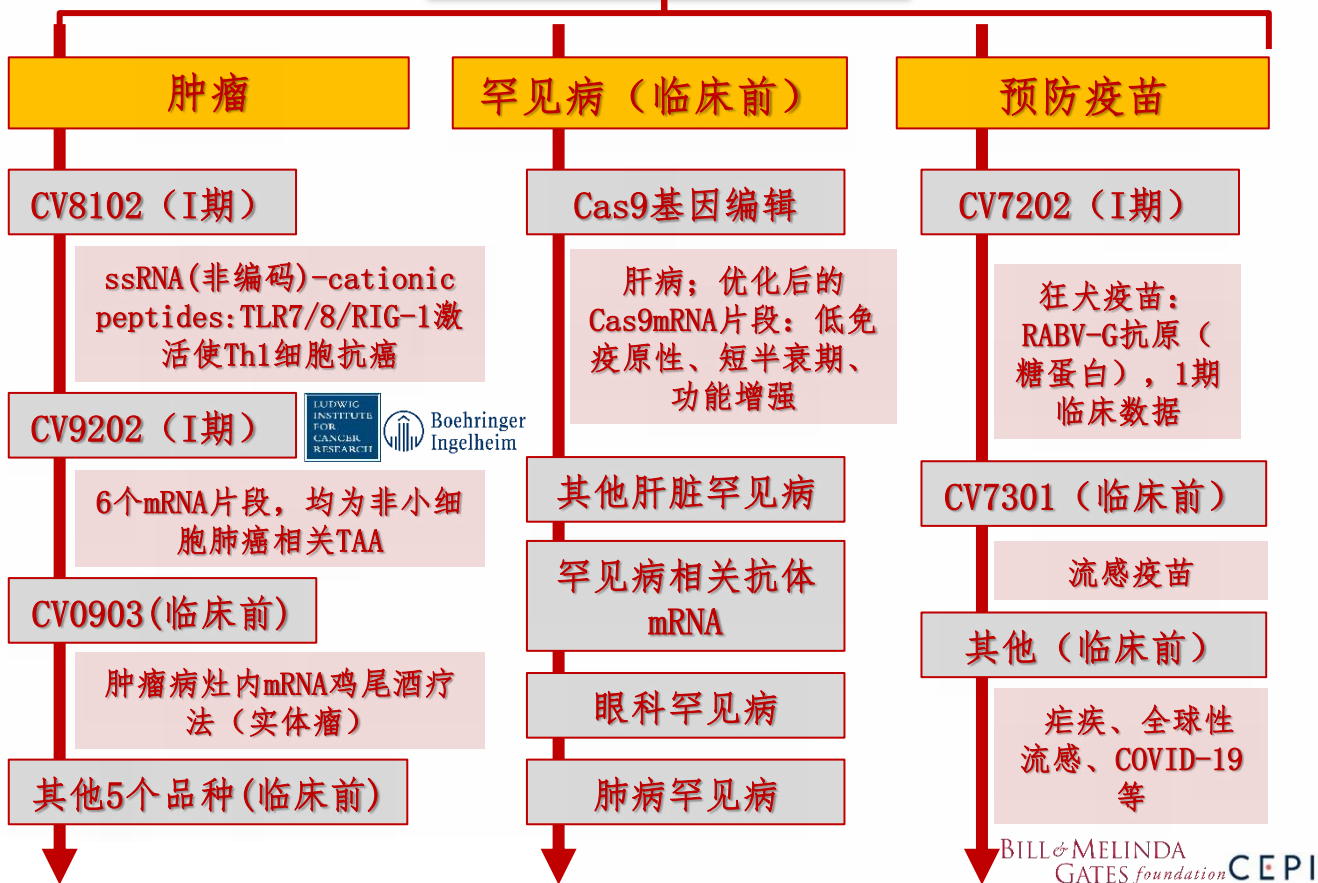 肿瘤
CV8102（I期）
ssRNA(非编码)-cationic
peptides:TLR7/8/RIG-1激
活使Th1细胞抗癌
CV9202（I期）
LUDWIG
INSTITUTE
FOR
CANCER
RESEARCH
Boehringer
Ingelheim
6个mRNA片段，均为非小细
胞肺癌相关TAA
CV0903(临床前)
肿瘤病灶内mRNA鸡尾酒疗
法（实体瘤）
其他5个品种(临床前)
罕见病（临床前）
Cas9基因编辑
肝病；优化后的
Cas9mRNA片段：低免
疫原性、短半衰期、
功能增强
其他肝脏罕见病
罕见病相关抗体
mRNA
眼科罕见病
肺病罕见病
预防疫苗
CV7202（I期）
狂犬疫苗：
RABV-G抗原（
糖蛋白），1期
临床数据
CV7301（临床前）
流感疫苗
其他（临床前）
疟疾、全球性
流感、COVID-19
等
BILL& MELINDA
GATES foundation
CEPI